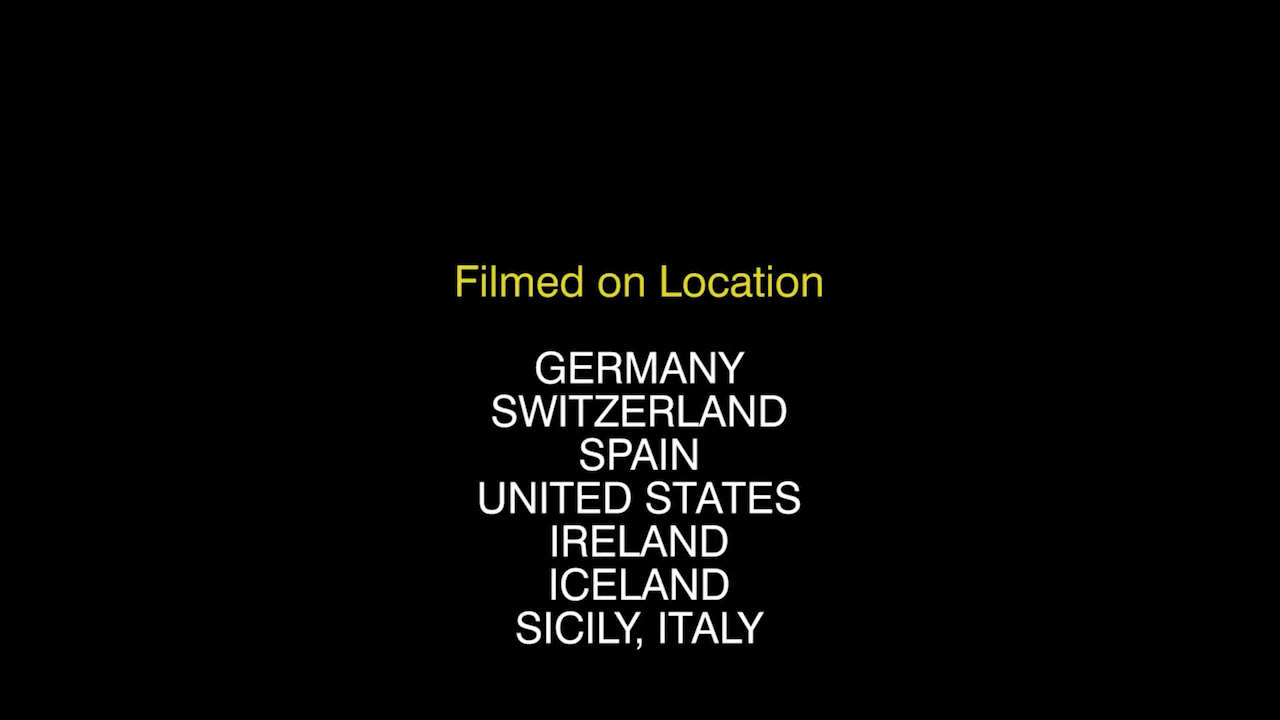 Filmed on Location
GERMANY
SWITZERLAND
SPAIN
UNITED STATES
IRELAND
ICELAND
SICILY, ITALY